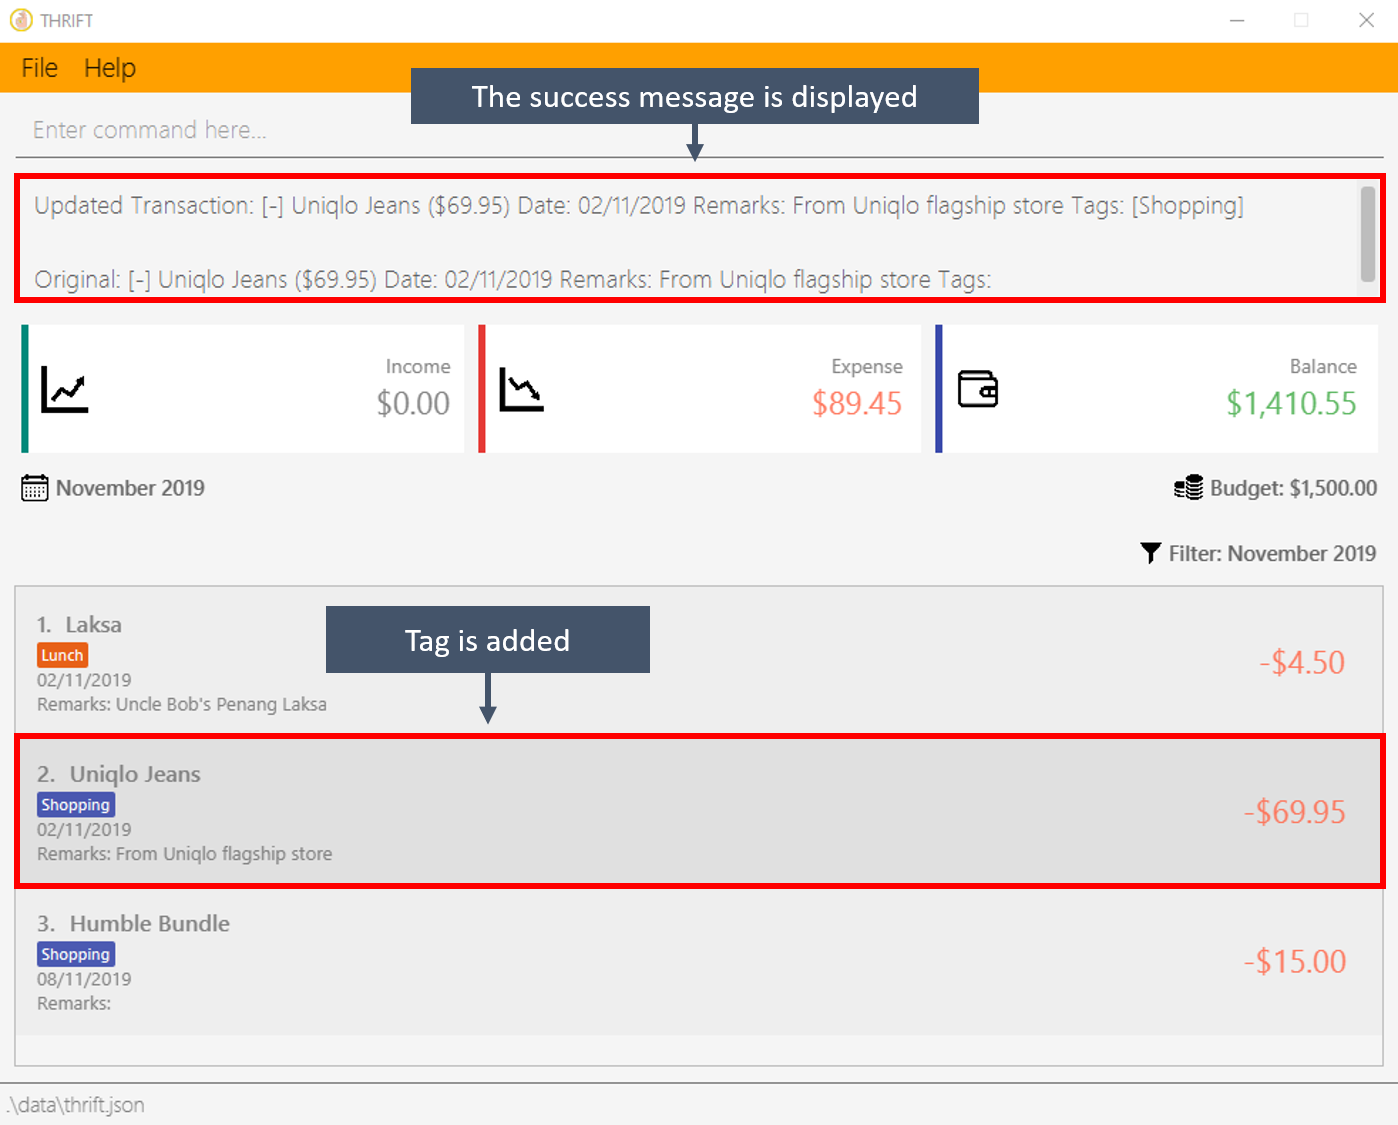 THRIFT
File Help
The success message is displayed
Enter command here...
Updated Transaction: [-] Uniqlo Jeans ($69.95) Date: 02/11/2019 Remarks: From Uniqlo flagship store Tags: [Shopping]
Original: [-] Uniqlo Jeans ($69.95) Date: 02/11/2019 Remarks: From Uniqlo flagship store Tags:
Income
$0.00
Expense
$89.45
Balance
$1,410.55
November 2019
Budget: $1,500.00
Filter: November 2019
Tag is added
1. Laksa
Lunch
02/11/2019
Remarks: Uncle Bob's Penang Laksa
-$4.50
2. Uniqlo Jeans
Shopping
02/11/2019
Remarks: From Uniqlo flagship store
-$69.95
3. Humble Bundle
Shopping
08/11/2019
Remarks:
-$15.00
.\data\thrift.json